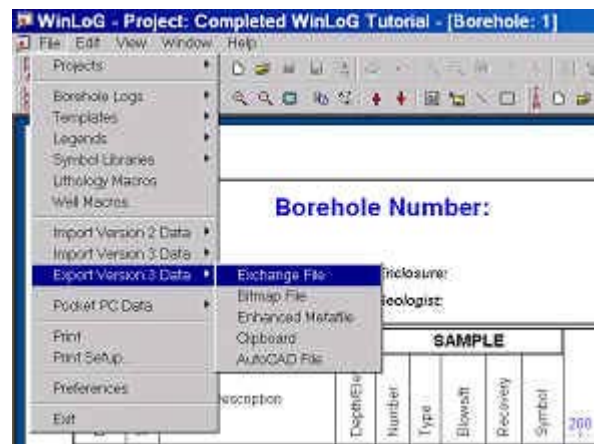 WinLoG - Project: Completed WinLoG Tutorial - [Borehole: 1]
File Edit View Window Help
Projects
Borehole Logs
Templates
Legends
Symbol Libraries
Lithology Macros
Well Macros
Import Version 2 Data
Import Version 3 Data
Export Version 3 Data
Pocket PC Data
Print
Print Setup...
Preferences
Exit
Exchange File
Bitmap File
Enhanced Metafile
Clipboard
AutoCAD File
Borehole Number:
Enclosure:
eologist:
SAMPLE
escription
Depth/Ele
Number
Type
Blows/ft
Recovery
Symbol
200